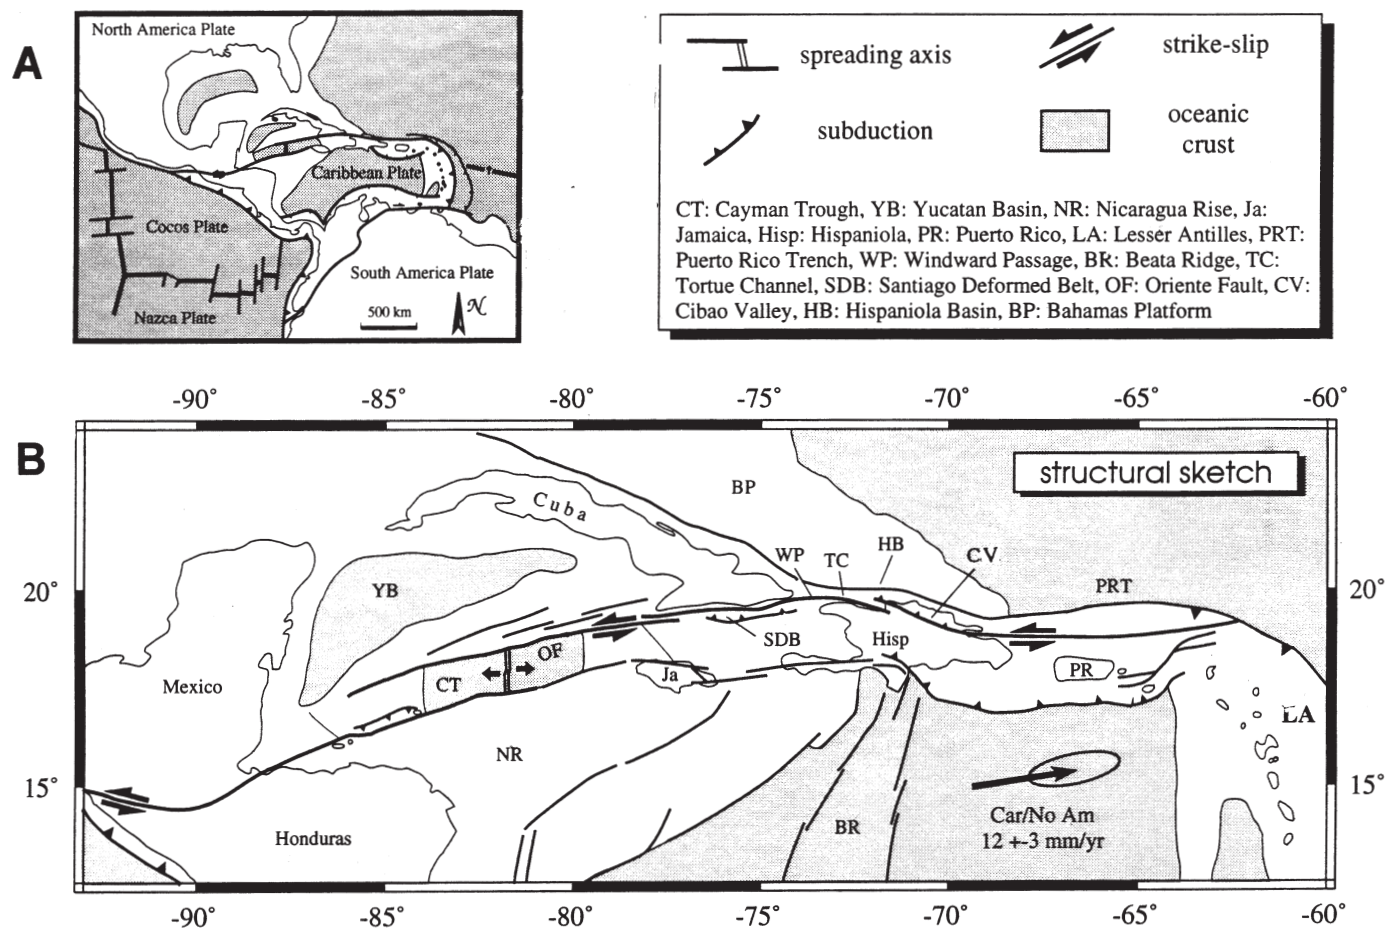 A
North America Plate
Caribbean Plate
Cocos Plate
South America Plate
Nazca Plate
500 km
N
spreading axis
strike-slip
subduction
oceanic
crust
CT: Cayman Trough, YB: Yucatan Basin, NR: Nicaragua Rise, Ja:
Jamaica, Hisp: Hispaniola, PR: Puerto Rico, LA: Lesser Antilles, PRT:
Puerto Rico Trench, WP: Windward Passage, BR: Beata Ridge, TC:
Tortue Channel, SDB: Santiago Deformed Belt, OF: Oriente Fault, CV:
Cibao Valley, HB: Hispaniola Basin, BP: Bahamas Platform
-90° -85° -80° -75° -70° -65° -60°
B
structural sketch
BP
Cuba
WP TC HB CV
20° YB PRT 20°
SDB Hisp
OF
CT Ja PR
Mexico
LA
NR
15° 15°
Car/No Am
12 +-3 mm/yr
Honduras BR
-90° -85° -80° -75° -70° -65° -60°